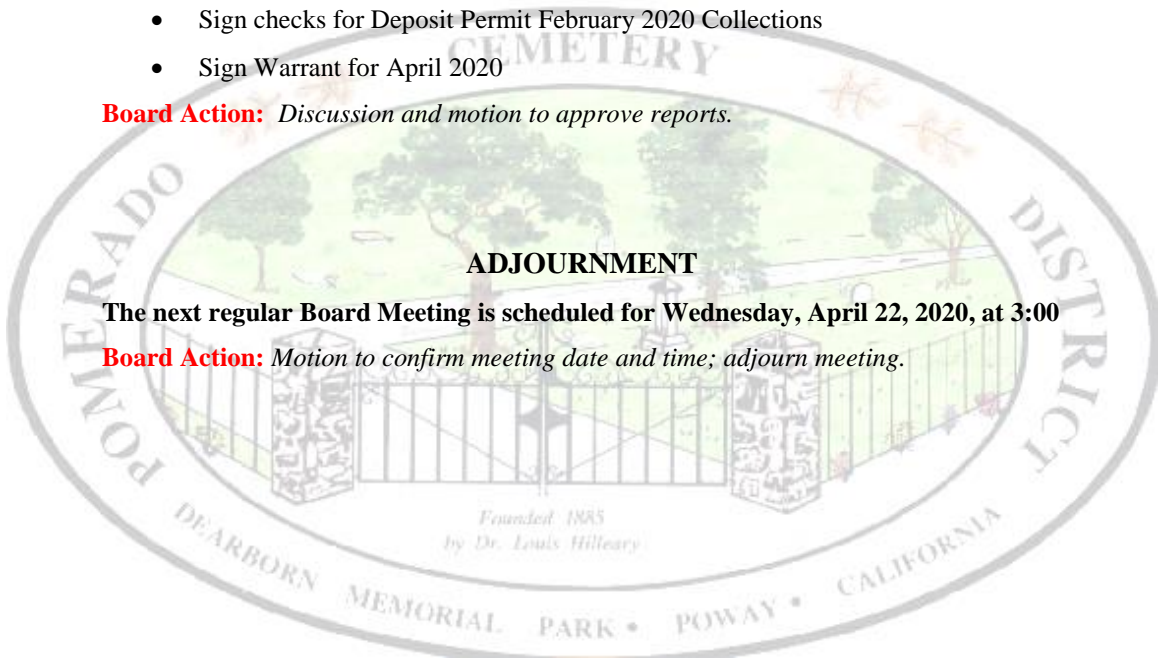 • Sign checks for Deposit Permit February 2020 Collections
• Sign Warrant for April 2020
Board Action: Discussion and motion to approve reports.
ADJOURNMENT
The next regular Board Meeting is scheduled for Wednesday, April 22, 2020, at 3:00
Board Action: Motion to confirm meeting date and time; adjourn meeting.
POMERADO CEMETERY DISTRICT
Founded 1885
by Dr. Louis Hilleary
DEARBORN MEMORIAL PARK • POWAY • CALIFORNIA